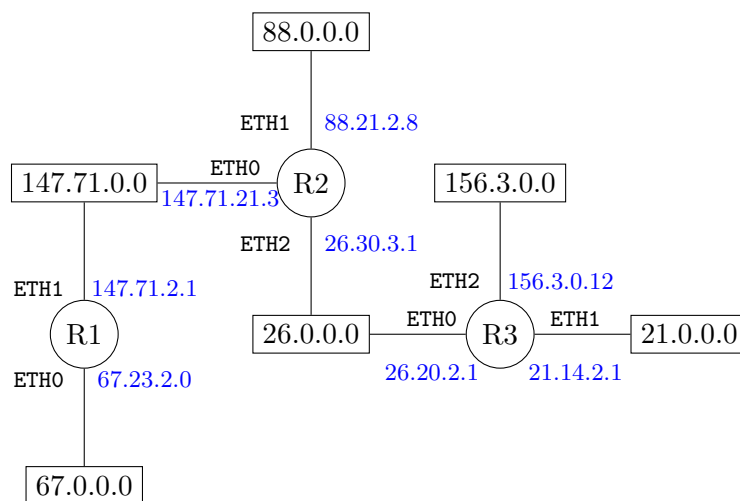 88.0.0.0
ETH1 88.21.2.8
ETH0
147.71.0.0 R2 156.3.0.0
147.71.21.3
ETH2 26.30.3.1
ETH1 147.71.2.1 ETH2 156.3.0.12
ETH0 ETH1
R1 26.0.0.0 R3 21.0.0.0
ETH0 67.23.2.0 26.20.2.1 21.14.2.1
67.0.0.0